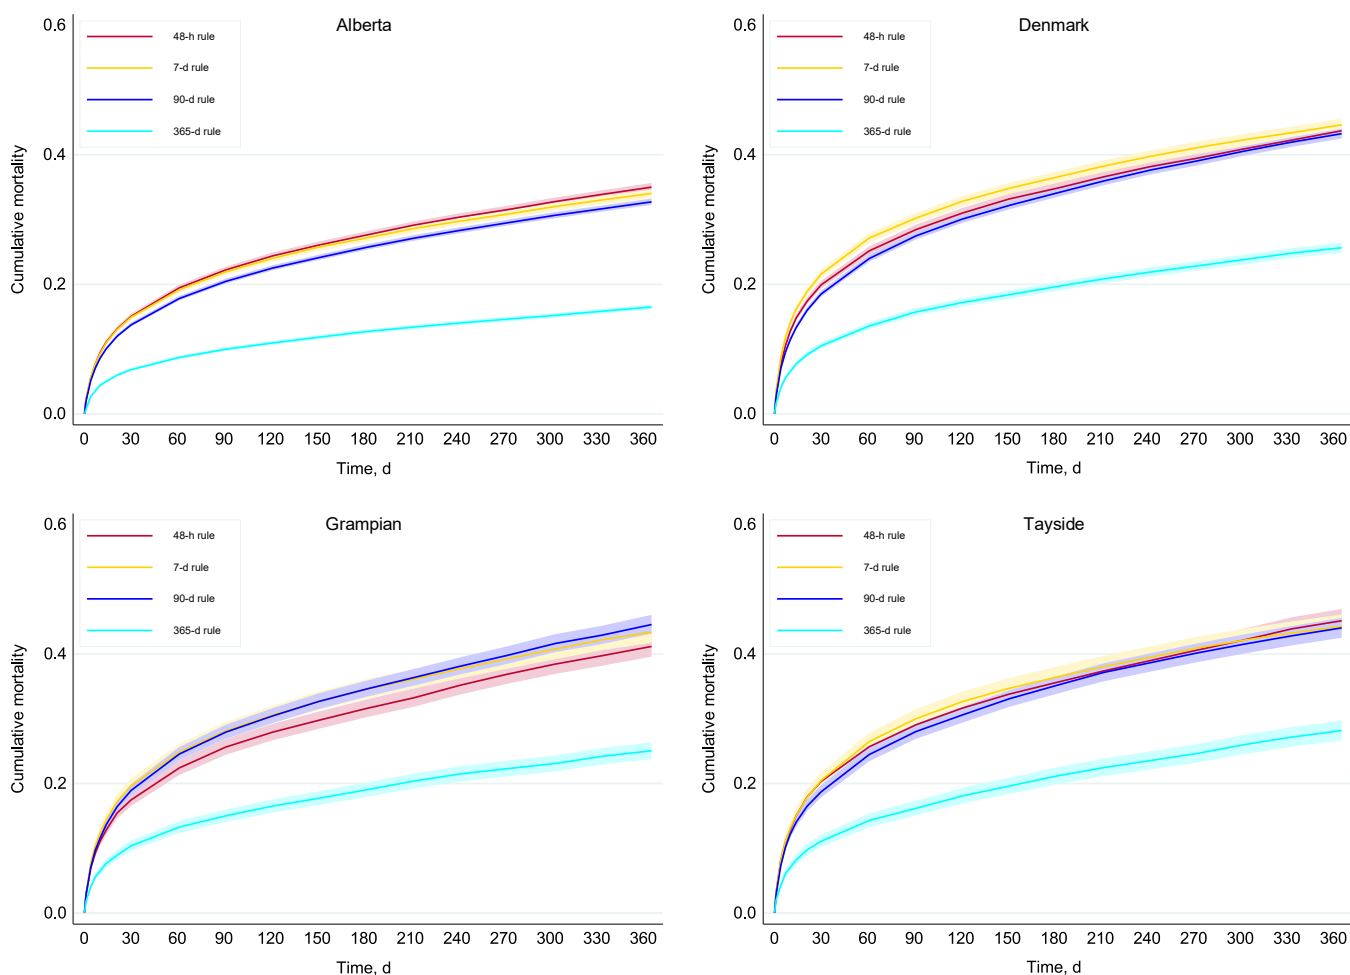 Alberta
0.6
48-h rule
7-d rule
90-d rule
365-d rule
0.4
0.2
0.0
Cumulative mortality
0 30 60 90 120 150 180 210 240 270 300 330 360
Time, d
Denmark
0.6
48-h rule
7-d rule
90-d rule
365-d rule
0.4
0.2
0.0
Cumulative mortality
0 30 60 90 120 150 180 210 240 270 300 330 360
Time, d
Grampian
0.6
48-h rule
7-d rule
90-d rule
365-d rule
0.4
0.2
0.0
Cumulative mortality
0 30 60 90 120 150 180 210 240 270 300 330 360
Time, d
Tayside
0.6
48-h rule
7-d rule
90-d rule
365-d rule
0.4
0.2
0.0
Cumulative mortality
0 30 60 90 120 150 180 210 240 270 300 330 360
Time, d